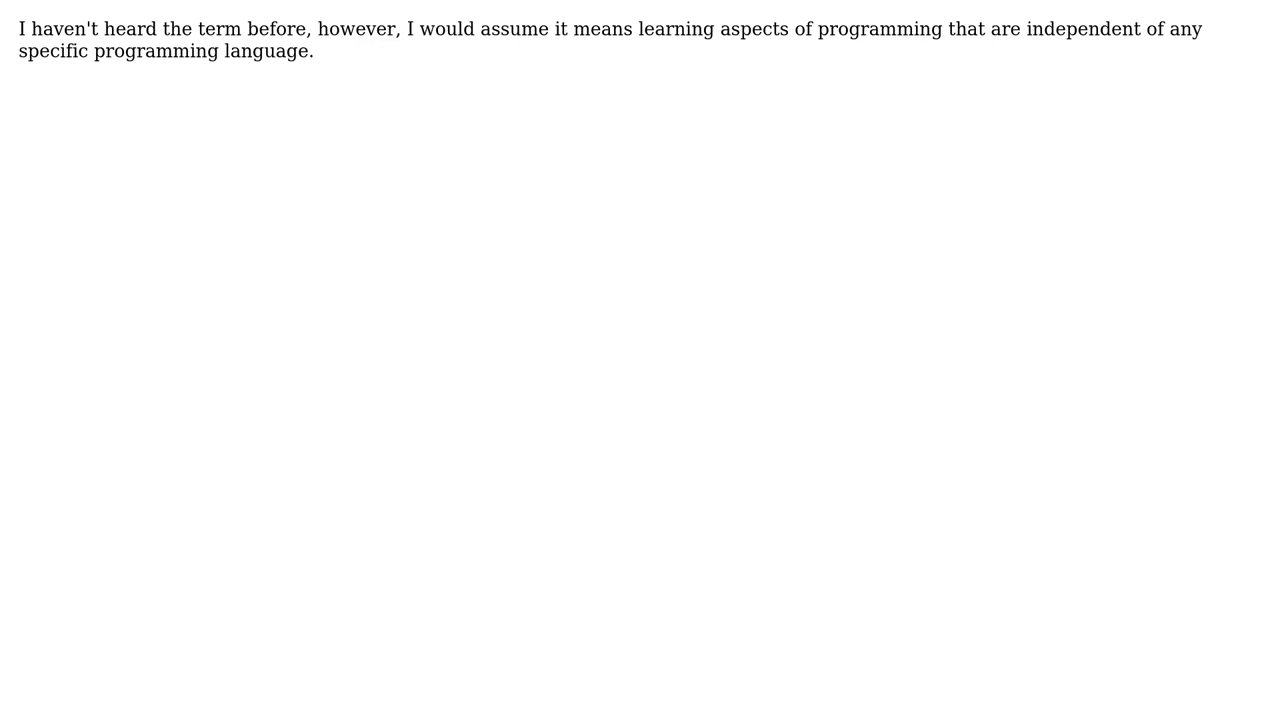 I haven't heard the term before, however, I would assume it means learning aspects of programming that are independent of any
specific programming language.